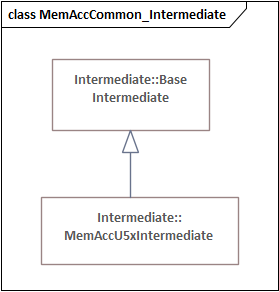 class MemAccCommon_Intermediate
Intermediate::Base
Intermediate
Intermediate::
MemAccU5xIntermediate